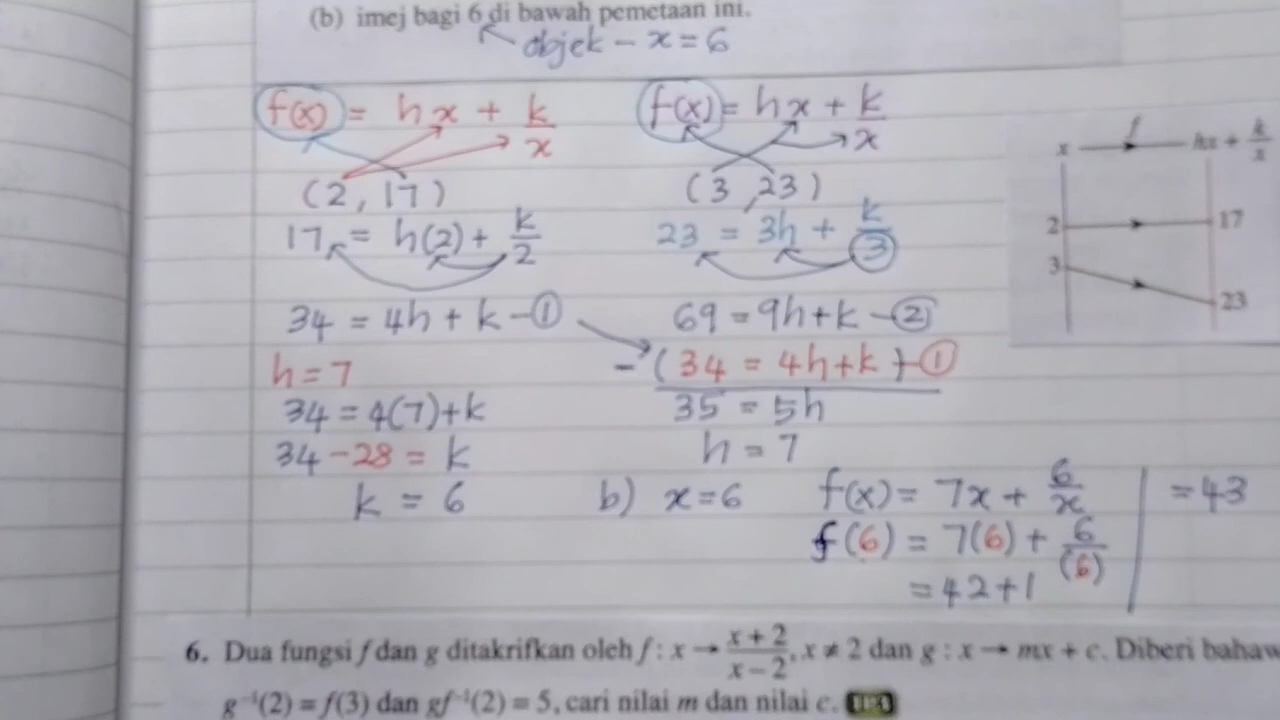 (b) imej bagi 6 di bawah pemetaan ini.
objek - x = 6
f(x) = hx + k/x
(2, 17)
17 = h(2) + k/2
34 = 4h + k - ①
h = 7
34 = 4(7) + k
34 - 28 = k
k = 6
f(x) = hx + k/x
(3, 23)
23 = 3h + k/3
69 = 9h + k - ②
- (34 = 4h + k) - ①
35 = 5h
h = 7
f
x hx + k/x
2 17
3 23
b) x = 6 f(x) = 7x + 6/x
f(6) = 7(6) + 6/(6)
= 42 + 1
= 43
6. Dua fungsi f dan g ditakrifkan oleh f : x → x + 2/x − 2, x ≠ 2 dan g : x → mx + c. Diberi
g⁻¹(2) = f(3) dan gf⁻¹(2) = 5, cari nilai m dan nilai c.